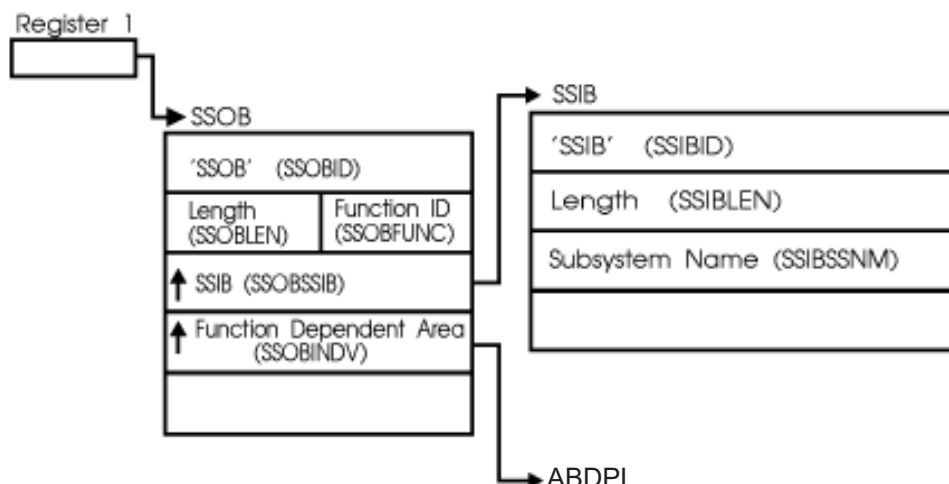 Register 1
SSOB
'SSOB' (SSOBID)
Length
(SSOBLEN)
Function ID
(SSOBFUNC)
SSIB (SSOBSSIB)
Function Dependent Area
(SSOBINDV)
SSIB
'SSIB' (SSIBID)
Length (SSIBLEN)
Subsystem Name (SSIBSSNM)
ABDPL